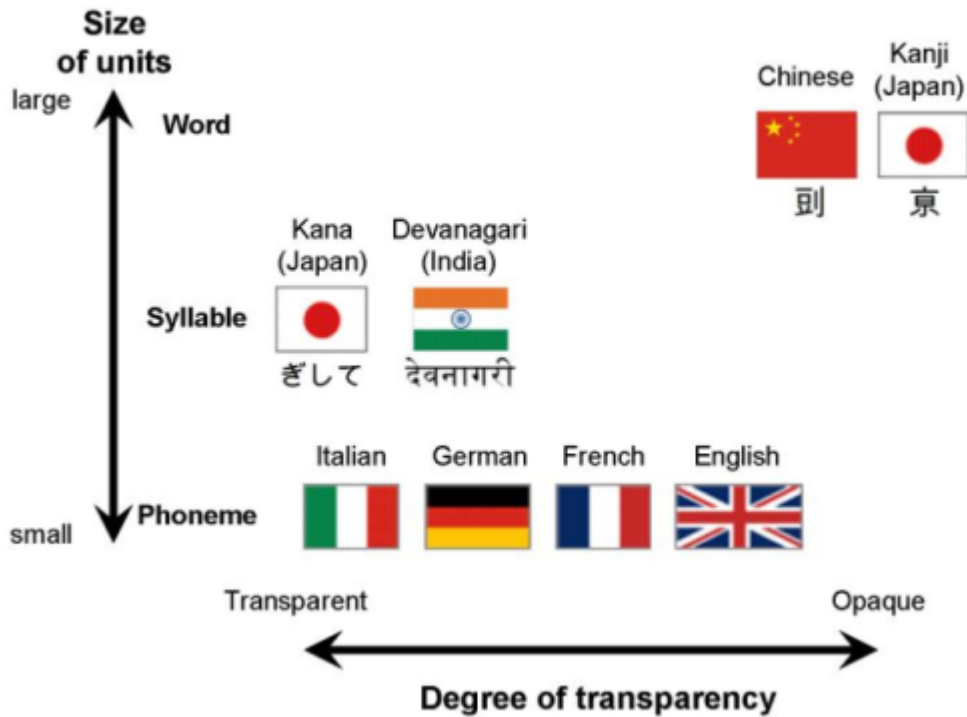 Size
of units
large
Word
Chinese
Kanji
(Japan)
Kana
(Japan)
Devanagari
(India)
Syllable
ぎして
देवनागरी
Italian
German
French
English
Phoneme
small
Transparent
Opaque
Degree of transparency